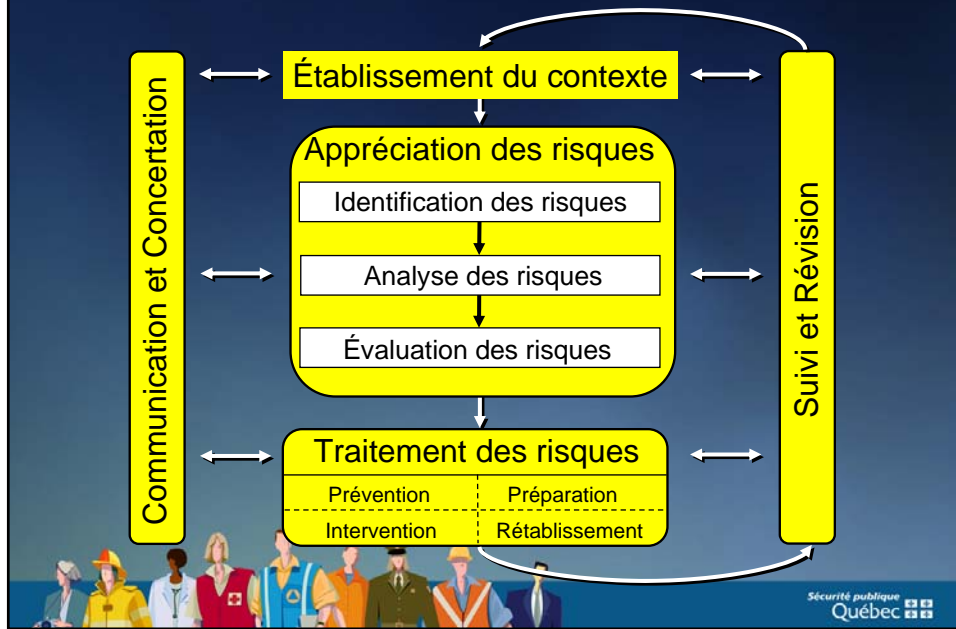 Communication et Concertation
Établissement du contexte
Appréciation des risques
Identification des risques
Analyse des risques
Évaluation des risques
Traitement des risques
Prévention
Préparation
Intervention
Rétablissement
Suivi et Révision
Sécurité publique
Québec